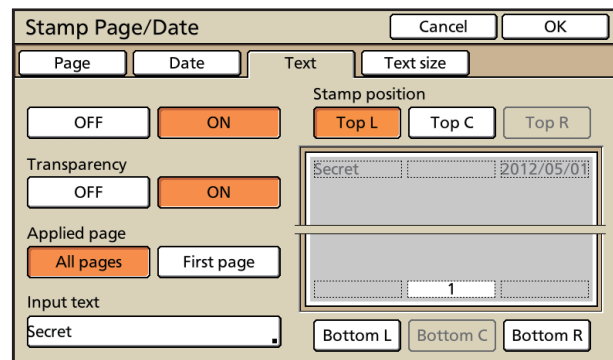 Stamp Page/Date Cancel OK
Page Date Text Text size
Stamp position
OFF ON Top L Top C Top R
Transparency
Secret 2012/05/01
OFF ON
Applied page
All pages First page
1
Input text
Secret
Bottom L Bottom C Bottom R